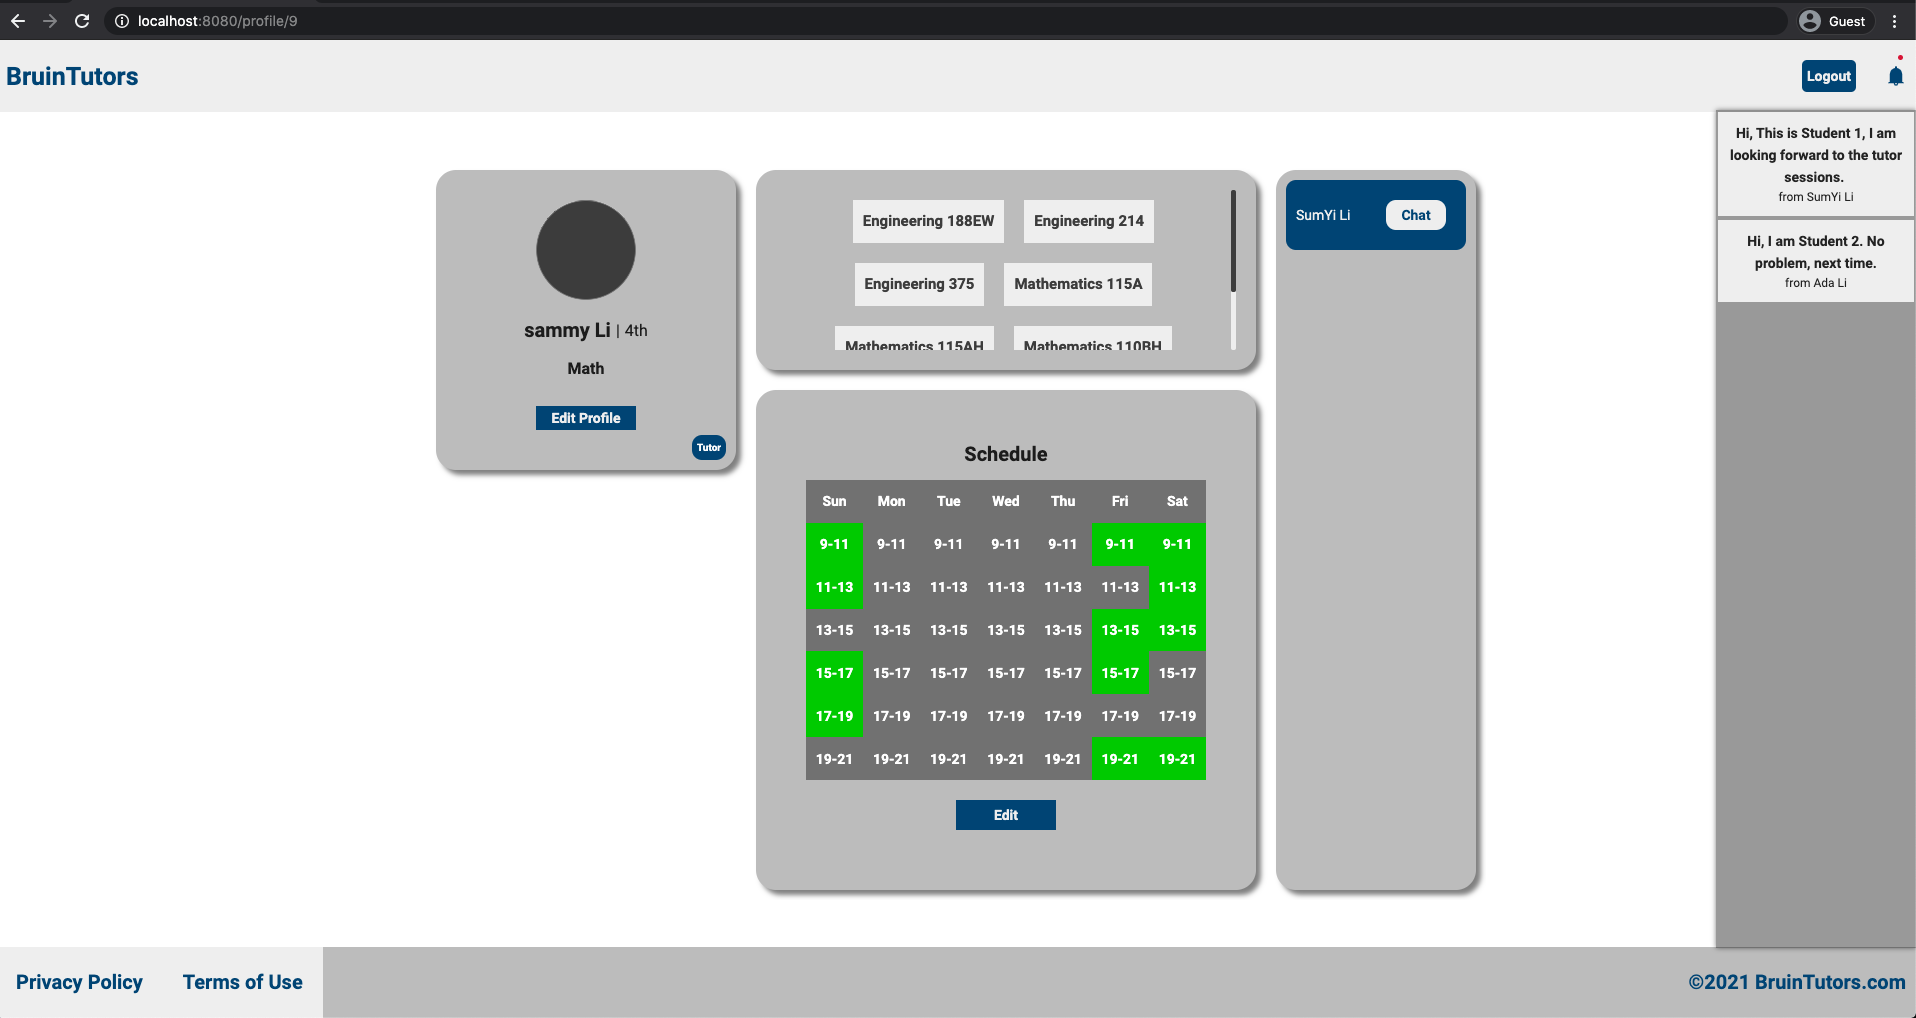 localhost:8080/profile/9
Guest
BruinTutors
Logout
Hi, This is Student 1, I am
looking forward to the tutor
sessions.
from SumYi Li
Hi, I am Student 2. No
problem, next time.
from Ada Li
sammy Li | 4th
Math
Edit Profile
Tutor
Engineering 188EW
Engineering 214
Engineering 375
Mathematics 115A
Mathematics 115AH
Mathematics 110BH
SumYi Li
Chat
Schedule
Sun Mon Tue Wed Thu Fri Sat
9-11 9-11 9-11 9-11 9-11 9-11 9-11
11-13 11-13 11-13 11-13 11-13 11-13 11-13
13-15 13-15 13-15 13-15 13-15 13-15 13-15
15-17 15-17 15-17 15-17 15-17 15-17 15-17
17-19 17-19 17-19 17-19 17-19 17-19 17-19
19-21 19-21 19-21 19-21 19-21 19-21 19-21
Edit
Privacy Policy
Terms of Use
©2021 BruinTutors.com